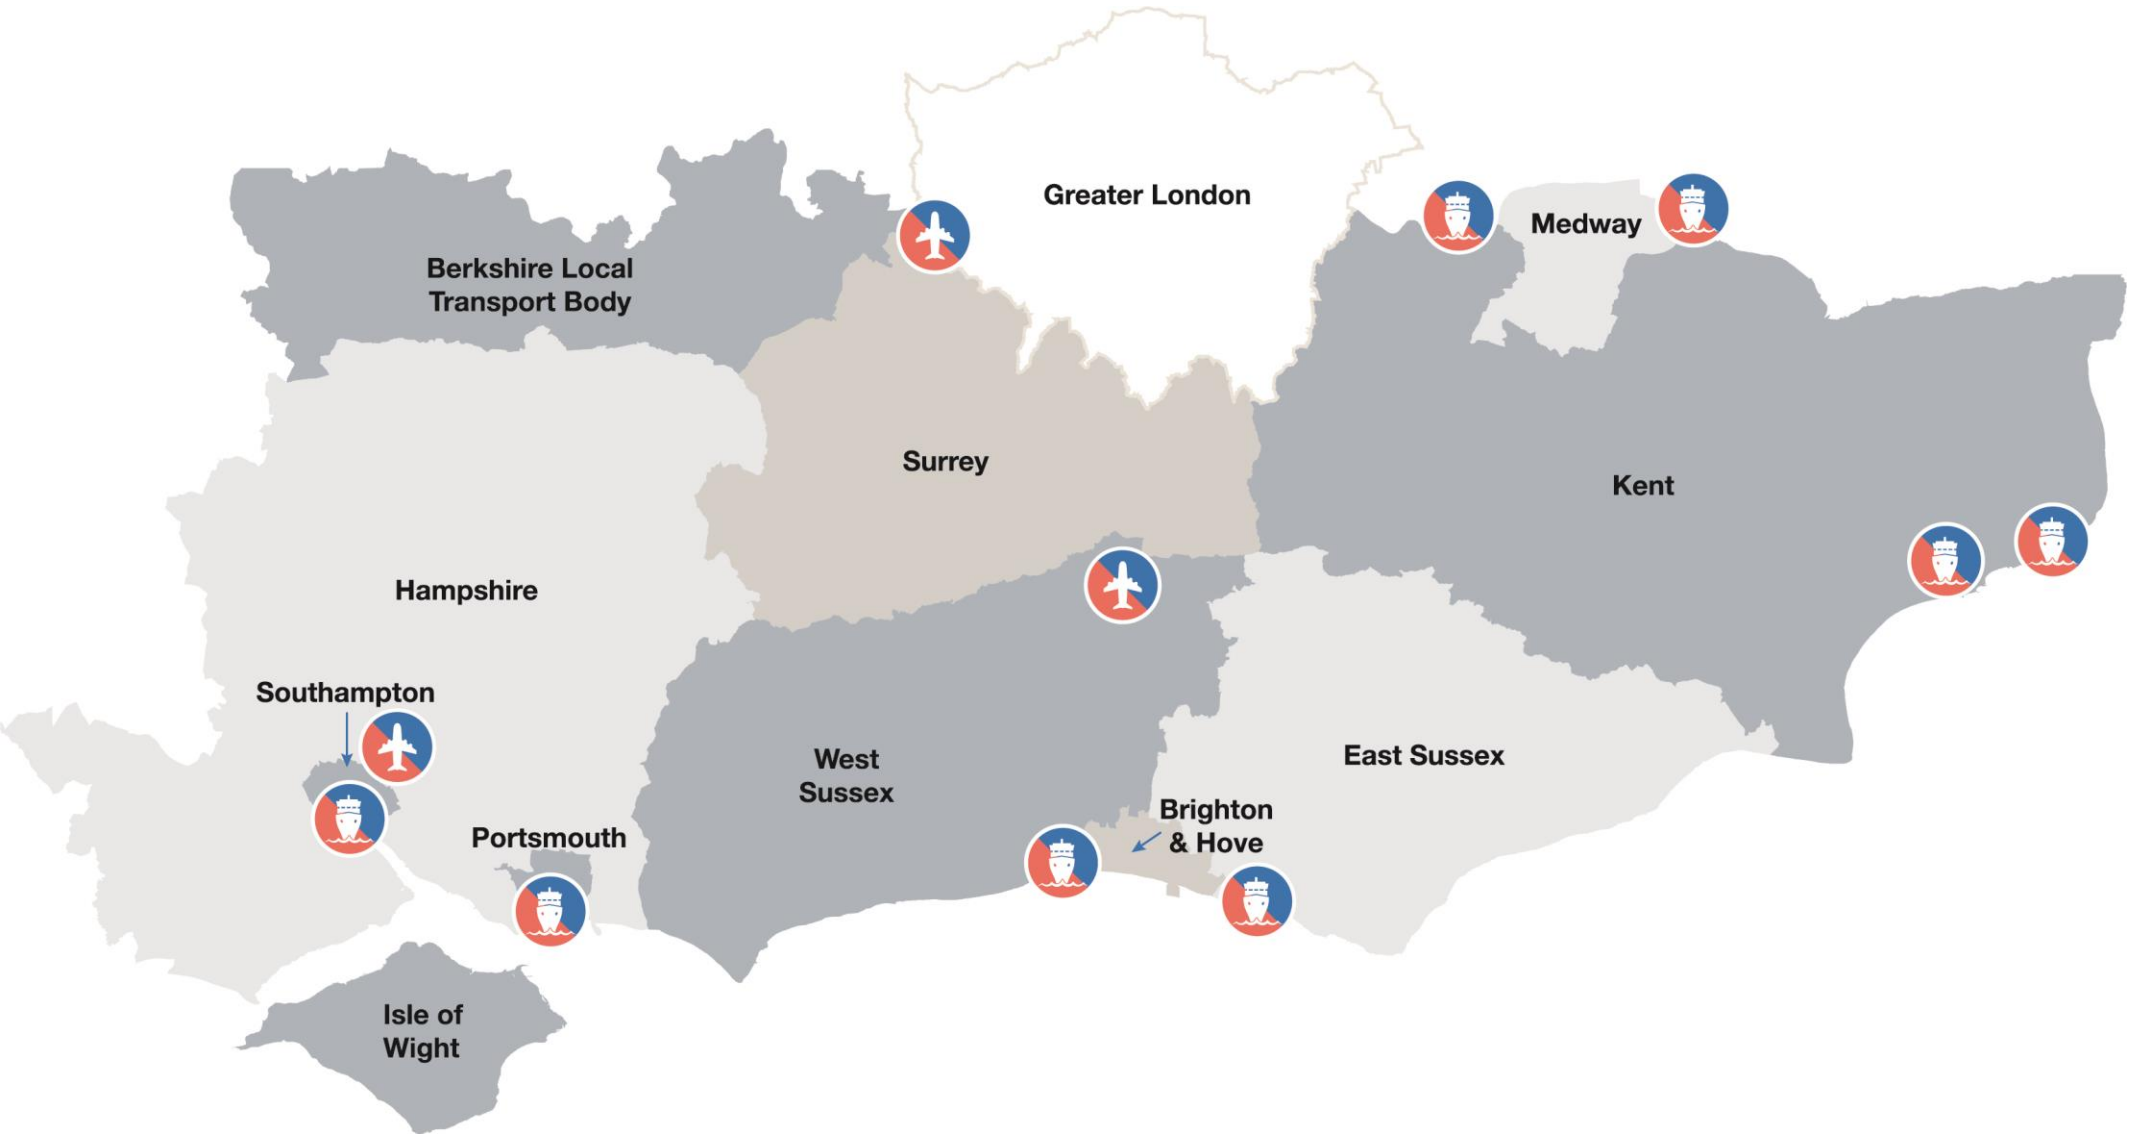 Greater London
Medway
Berkshire Local
Transport Body
Surrey
Kent
Hampshire
Southampton
West
Sussex
East Sussex
Brighton
& Hove
Portsmouth
Isle of
Wight